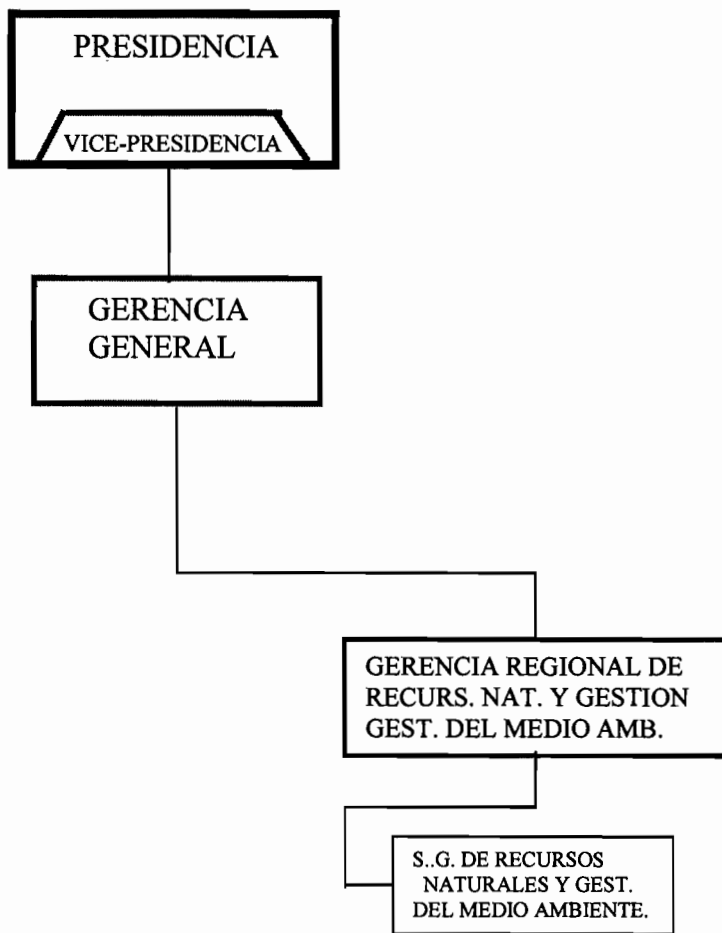 PRESIDENCIA
VICE-PRESIDENCIA
GERENCIA
GENERAL
GERENCIA REGIONAL DE
RECURS. NAT. Y GESTION
GEST. DEL MEDIO AMB.
S..G. DE RECURSOS
NATURALES Y GEST.
DEL MEDIO AMBIENTE.